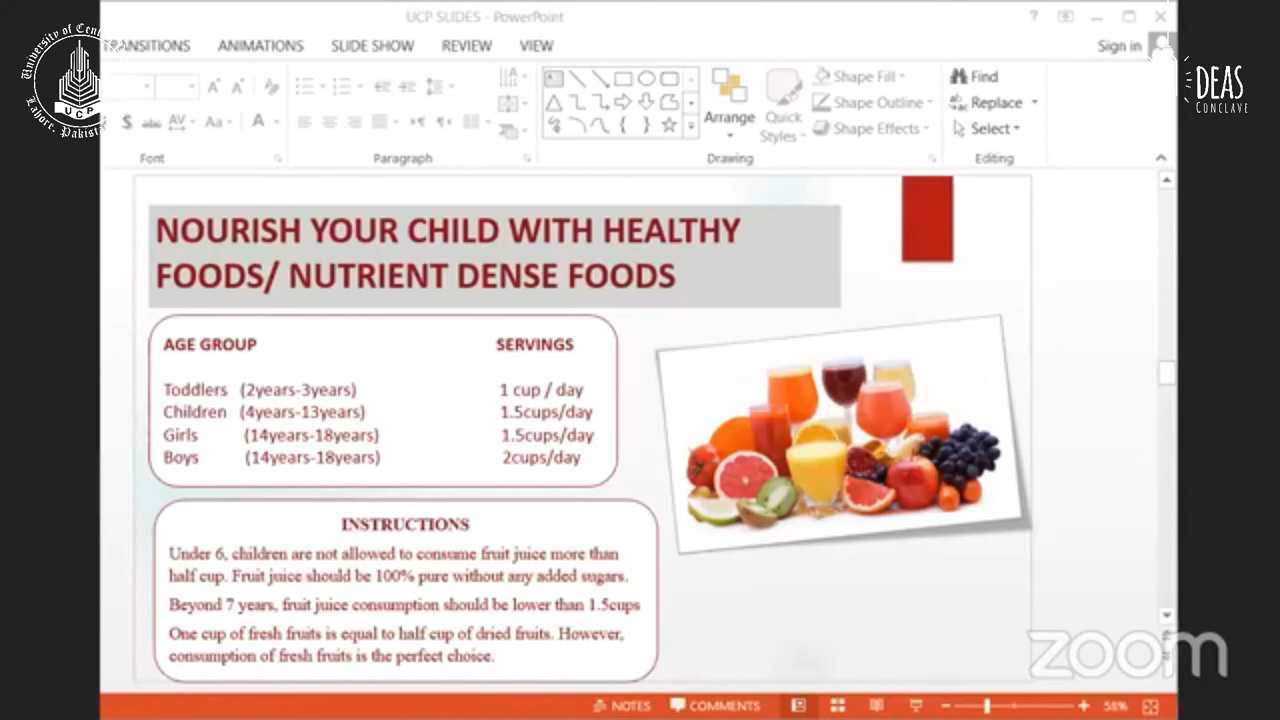 UCP SLIDES - PowerPoint
TRANSITIONS ANIMATIONS SLIDE SHOW REVIEW VIEW Sign in
University of
Lahore, Pakistan
UCP
IDEAS
CONCLAVE
Shape Fill
Shape Outline
Shape Effects
Arrange
Quick
Styles
Find
Replace
Select
Font Paragraph Drawing Editing
NOURISH YOUR CHILD WITH HEALTHY
FOODS/ NUTRIENT DENSE FOODS
AGE GROUP SERVINGS
Toddlers (2years-3years) 1 cup / day
Children (4years-13years) 1.5cups/day
Girls (14years-18years) 1.5cups/day
Boys (14years-18years) 2cups/day
INSTRUCTIONS
Under 6, children are not allowed to consume fruit juice more than
half cup. Fruit juice should be 100% pure without any added sugars.
Beyond 7 years, fruit juice consumption should be lower than 1.5cups
One cup of fresh fruits is equal to half cup of dried fruits. However,
consumption of fresh fruits is the perfect choice.
zoom
NOTES COMMENTS 58%